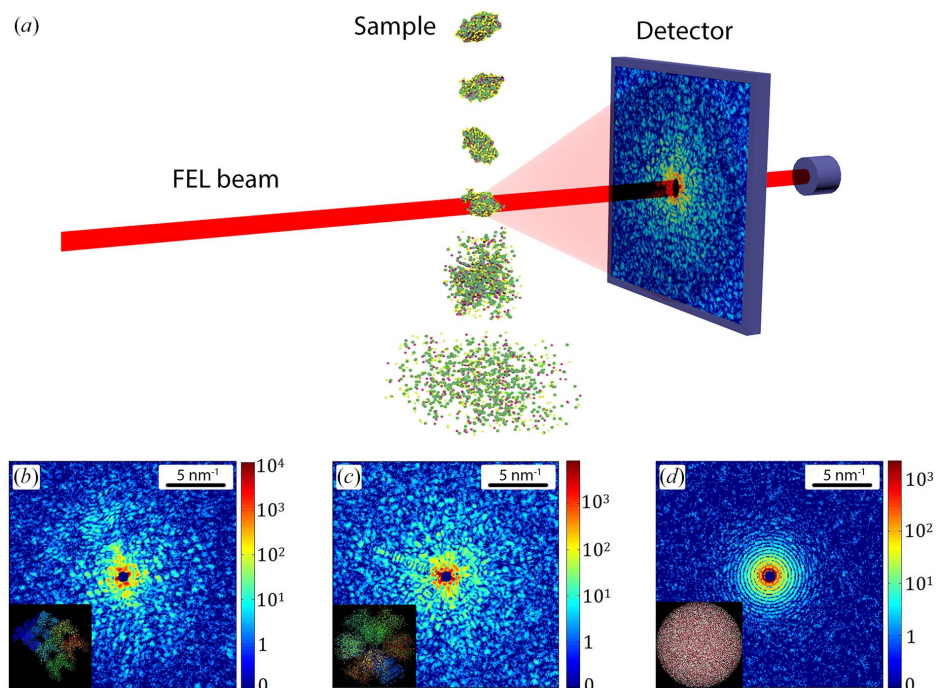 (a)
Sample
Detector
FEL beam
(b)
5 nm⁻¹
10⁴
10³
10²
10¹
1
0
(c)
5 nm⁻¹
10³
10²
10¹
1
0
(d)
5 nm⁻¹
10³
10²
10¹
1
0